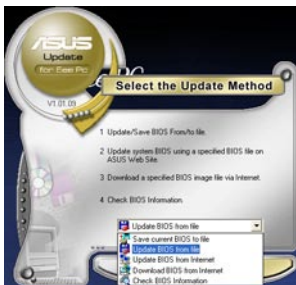 ASUS
Update
for Eee PC
V1.01.09
Select the Update Method
1 Update/Save BIOS From/to file.
2 Update system BIOS using a specified BIOS file on
ASUS Web Site.
3 Download a specified BIOS image file via Internet.
4 Check BIOS Information.
Update BIOS from file
Save current BIOS to file
Update BIOS from file
Update BIOS from Internet
Download BIOS from Internet
Check BIOS Information